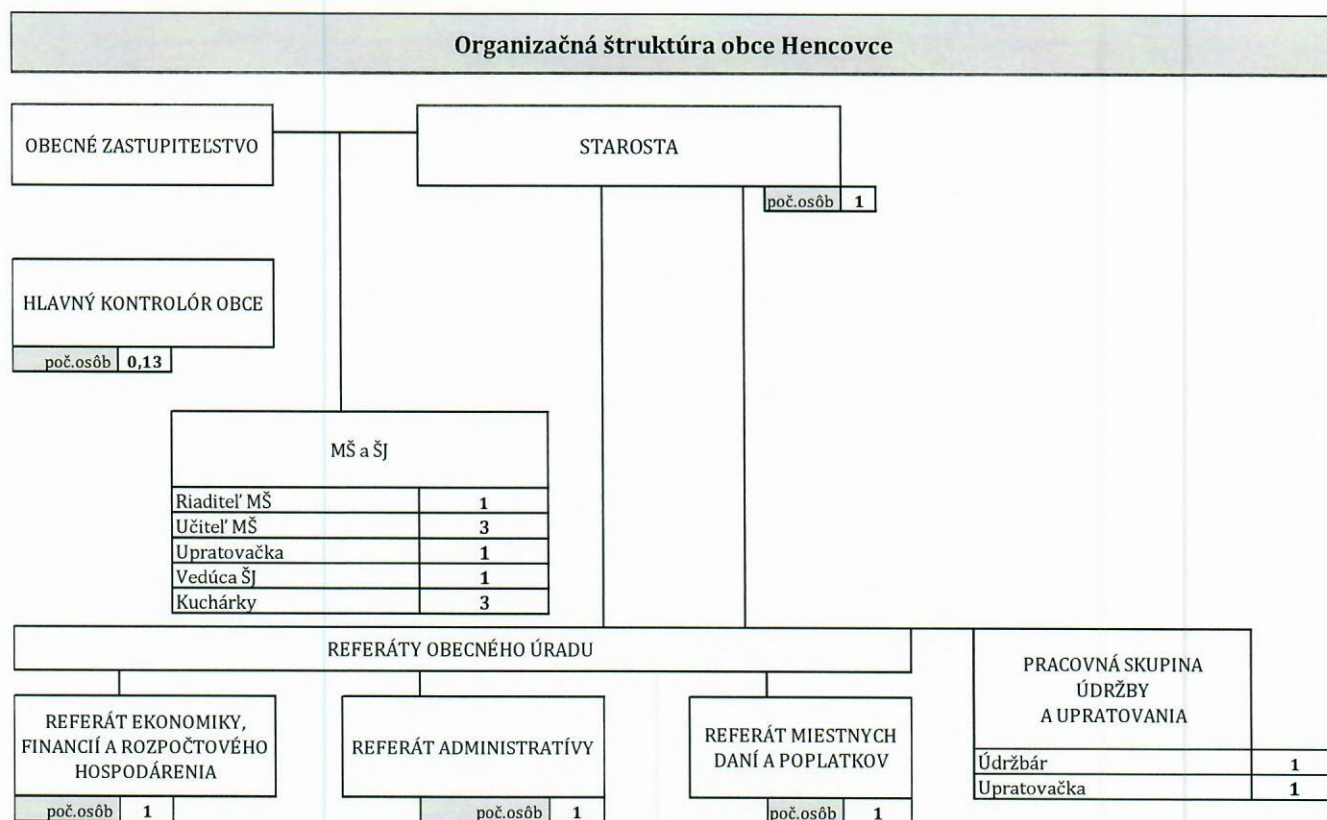 Organizačná štruktúra obce Hencovce
OBECNÉ ZASTUPITEĽSTVO
STAROSTA
poč.osôb 1
HLAVNÝ KONTROLÓR OBCE
poč.osôb 0,13
MŠ a ŠJ
Riaditeľ MŠ 1
Učiteľ MŠ 3
Upratovačka 1
Vedúca ŠJ 1
Kuchárky 3
REFERÁTY OBECNÉHO ÚRADU
REFERÁT EKONOMIKY,
FINANCIÍ A ROZPOČTOVÉHO
HOSPODÁRENIA
poč.osôb 1
REFERÁT ADMINISTRATÍVY
poč.osôb 1
REFERÁT MIESTNYCH
DANÍ A POPLATKOV
poč.osôb 1
PRACOVNÁ SKUPINA
ÚDRŽBY
A UPRATOVANIA
Údržbár 1
Upratovačka 1